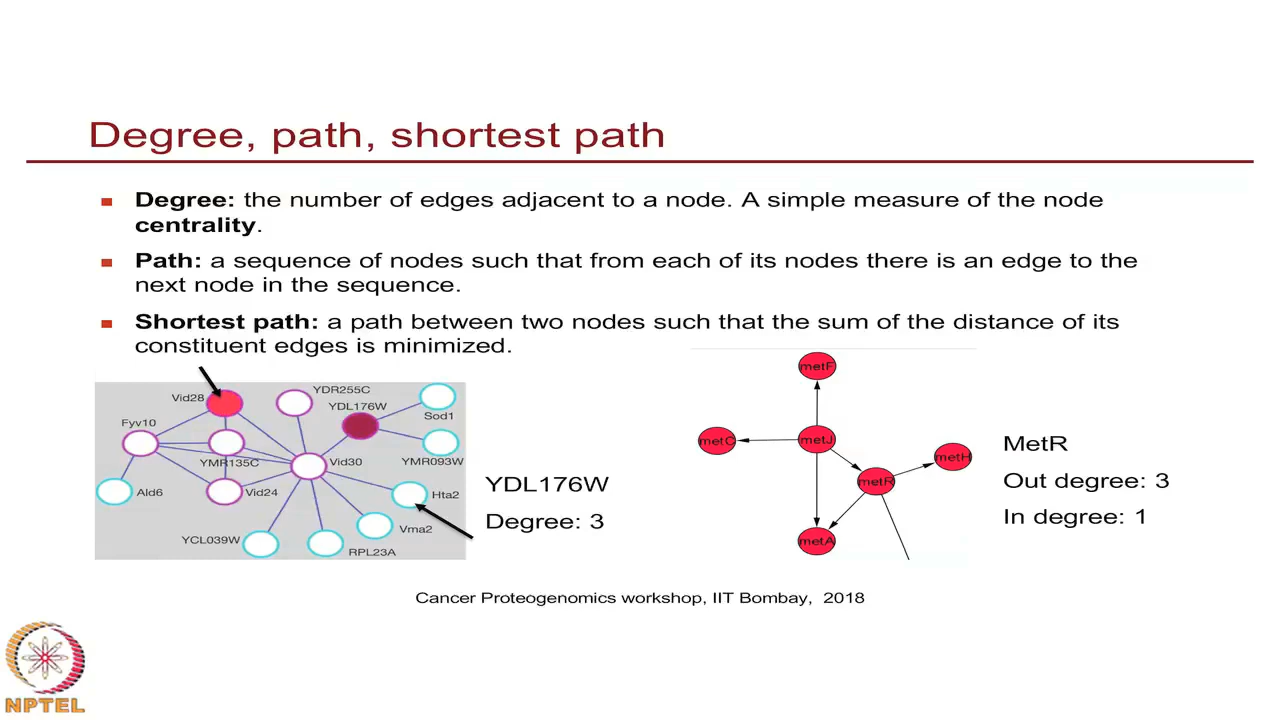 Degree, path, shortest path
Degree: the number of edges adjacent to a node. A simple measure of the node
centrality.
Path: a sequence of nodes such that from each of its nodes there is an edge to the
next node in the sequence.
Shortest path: a path between two nodes such that the sum of the distance of its
constituent edges is minimized.
Vid28
YDR255C
YDL176W
Sod1
Fyv10
YMR135C
Vid30
YMR093W
Ald6
Vid24
Hta2
Vma2
YCL039W
RPL23A
YDL176W
Degree: 3
metF
metC
metJ
metH
metR
metA
MetR
Out degree: 3
In degree: 1
Cancer Proteogenomics workshop, IIT Bombay, 2018
NPTEL